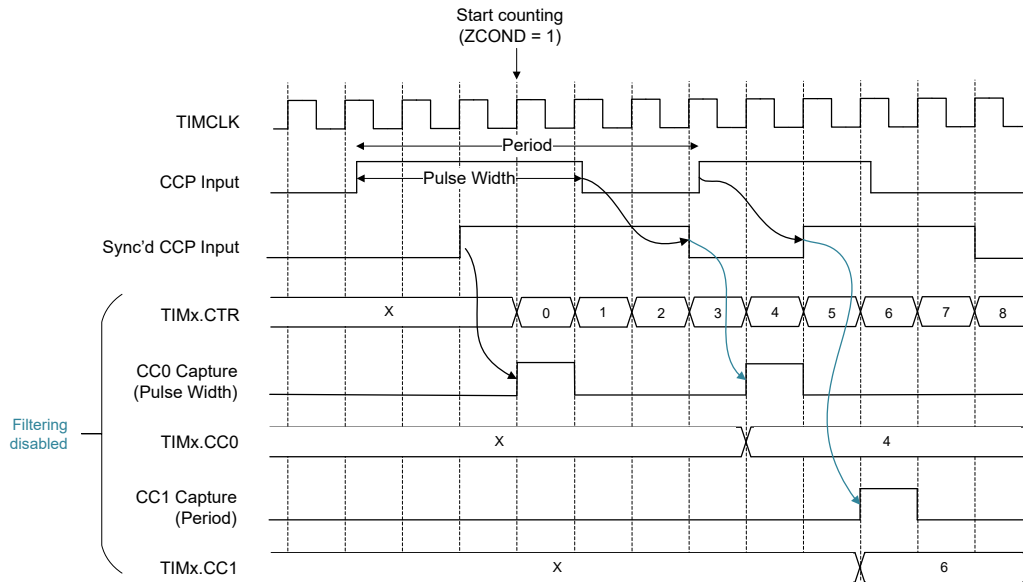 Start counting
(ZCOND = 1)
TIMCLK
Period
CCP Input
Pulse Width
Sync'd CCP Input
TIMx.CTR
X
0
1
2
3
4
5
6
7
8
CC0 Capture
(Pulse Width)
Filtering
disabled
TIMx.CC0
X
4
CC1 Capture
(Period)
TIMx.CC1
X
6